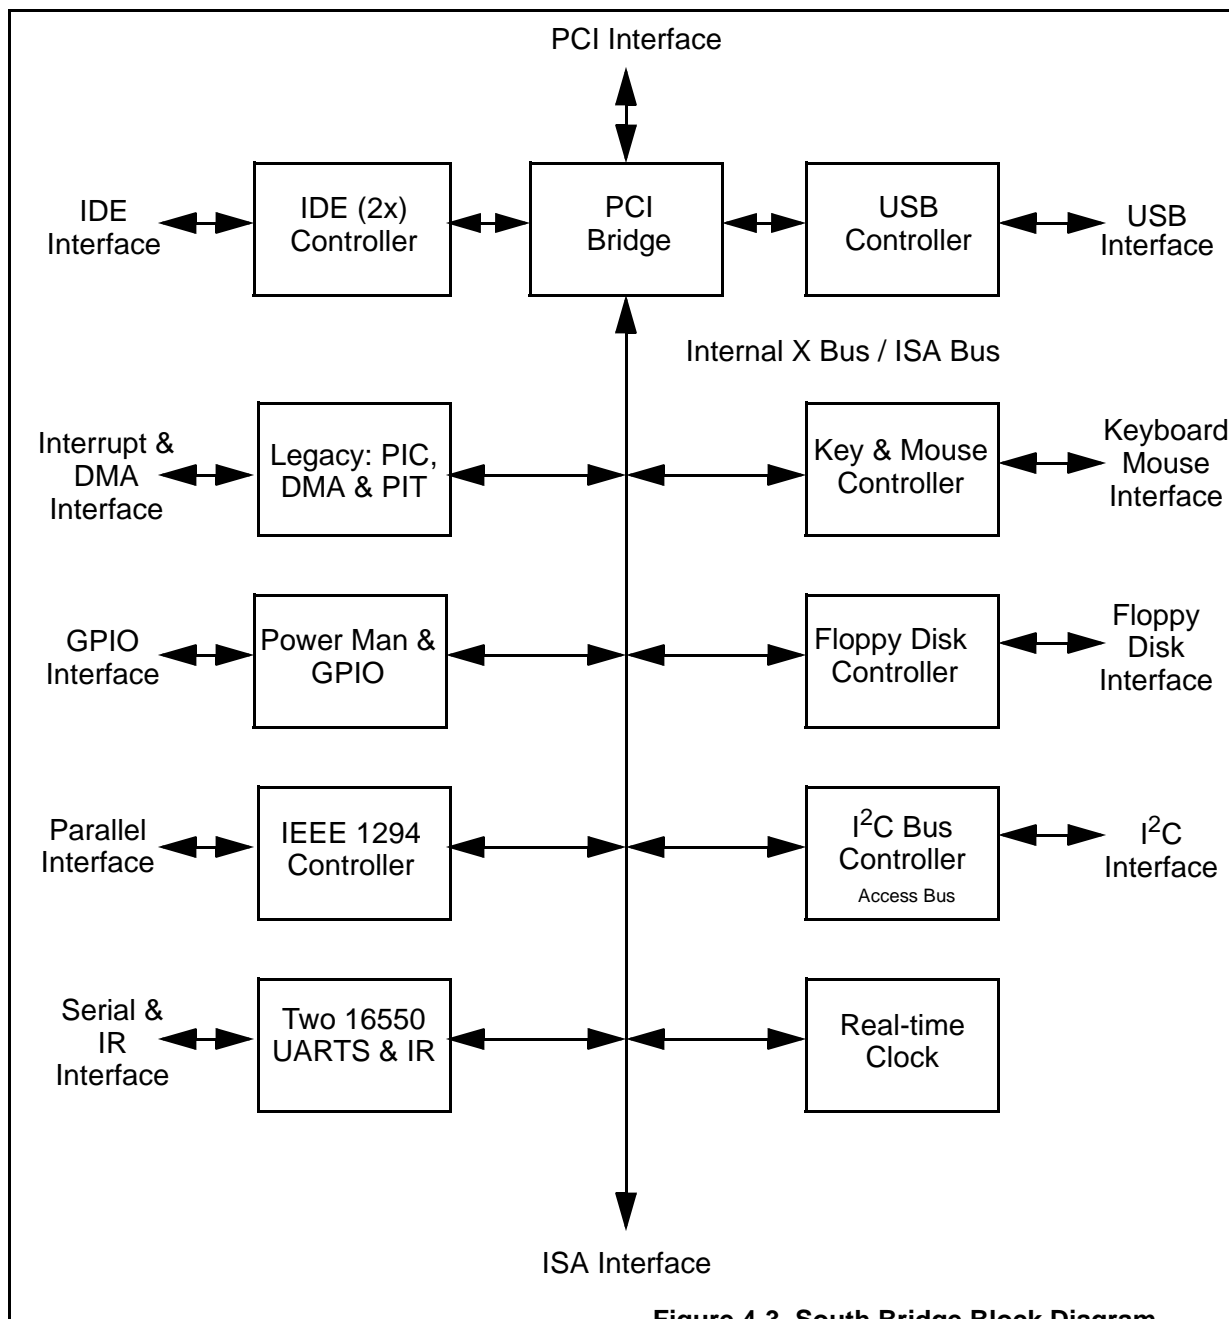 PCI Interface
IDE
Interface
IDE (2x)
Controller
PCI
Bridge
USB
Controller
USB
Interface
Internal X Bus / ISA Bus
Interrupt &
DMA
Interface
Legacy: PIC,
DMA & PIT
Key & Mouse
Controller
Keyboard
Mouse
Interface
GPIO
Interface
Power Man &
GPIO
Floppy Disk
Controller
Floppy
Disk
Interface
Parallel
Interface
IEEE 1294
Controller
I2C Bus
Controller
Access Bus
I2C
Interface
Serial &
IR
Interface
Two 16550
UARTS & IR
Real-time
Clock
ISA Interface
Figure 4-3. South Bridge Block Diagram